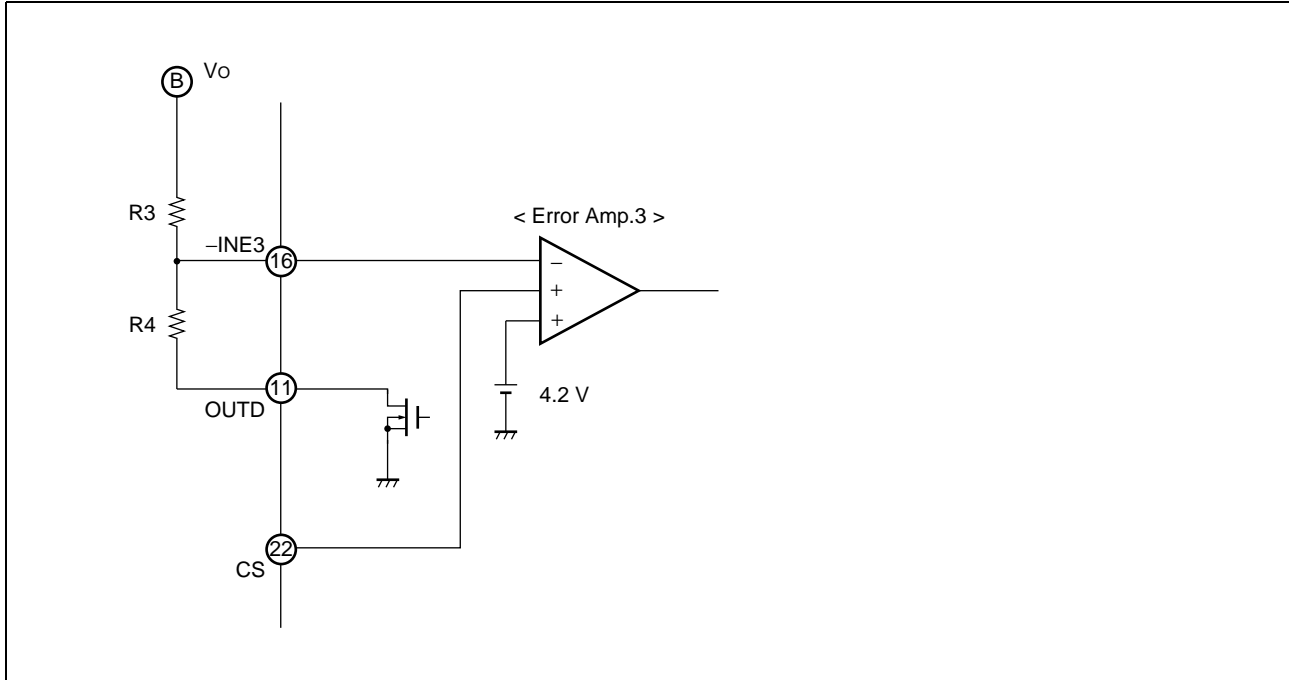 B
VO
R3
−INE3
16
< Error Amp.3 >
−
+
+
R4
4.2 V
11
OUTD
22
CS